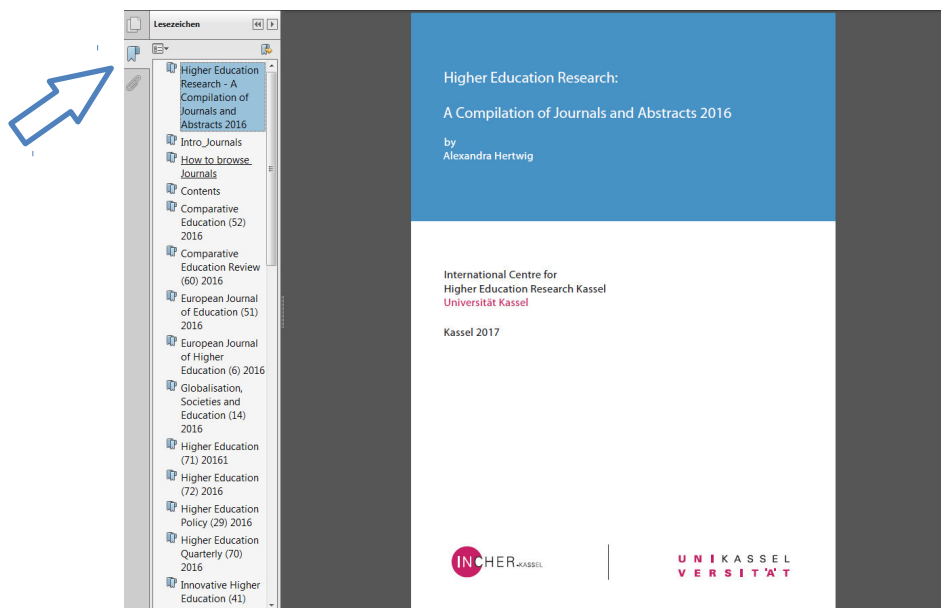 Lesezeichen
Higher Education
Research - A
Compilation of
Journals and
Abstracts 2016
Intro_Journals
How to browse
Journals
Contents
Comparative
Education (52)
2016
Comparative
Education Review
(60) 2016
European Journal
of Education (51)
2016
European Journal
of Higher
Education (6) 2016
Globalisation,
Societies and
Education (14)
2016
Higher Education
(71) 20161
Higher Education
(72) 2016
Higher Education
Policy (29) 2016
Higher Education
Quarterly (70)
2016
Innovative Higher
Education (41)
Higher Education Research:
A Compilation of Journals and Abstracts 2016
by
Alexandra Hertwig
International Centre for
Higher Education Research Kassel
Universität Kassel
Kassel 2017
INCHER-KASSEL
UNIKASSEL
VERSITÄT